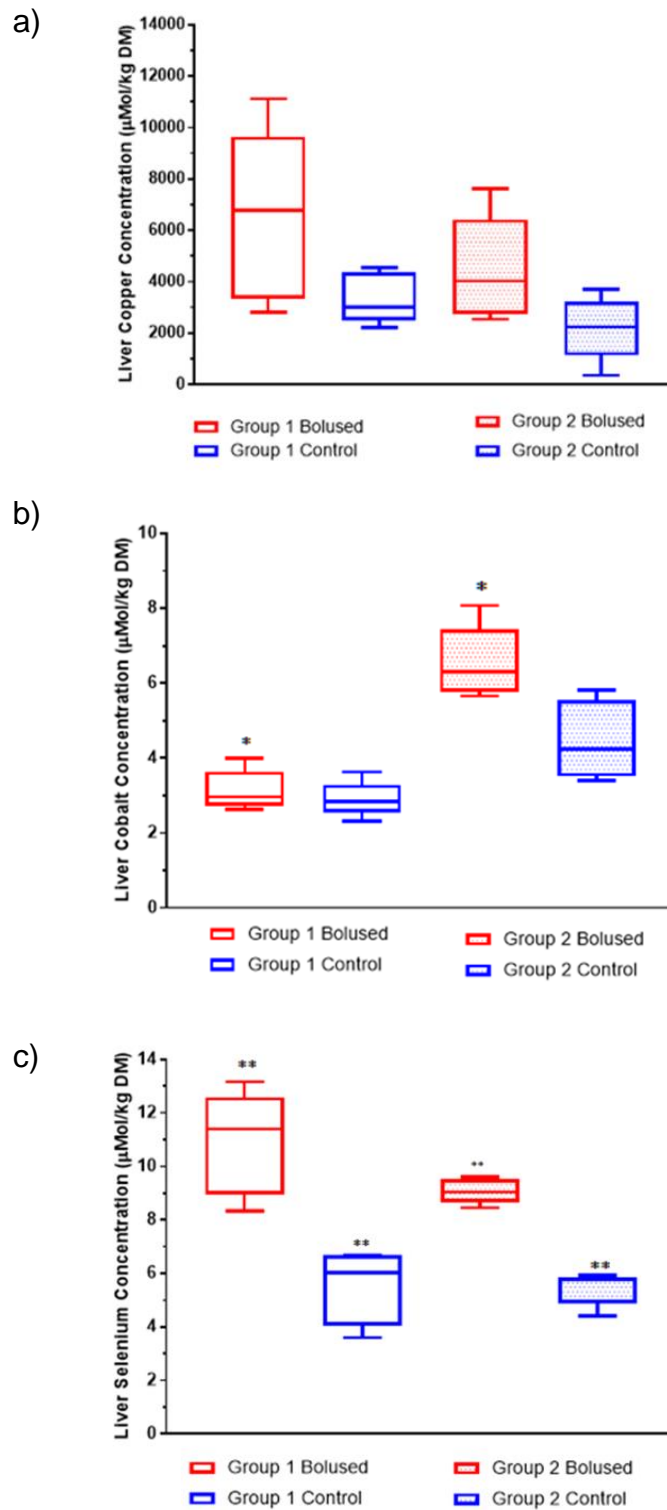 a)
Liver Copper Concentration (µMol/kg DM)
14000
12000
10000
8000
6000
4000
2000
0
Group 1 Bolused
Group 2 Bolused
Group 1 Control
Group 2 Control
b)
Liver Cobalt Concentration (µMol/kg DM)
10
8
6
4
2
0
*
*
Group 1 Bolused
Group 2 Bolused
Group 1 Control
Group 2 Control
c)
Liver Selenium Concentration (µMol/kg DM)
14
12
10
8
6
4
2
0
**
**
**
**
Group 1 Bolused
Group 2 Bolused
Group 1 Control
Group 2 Control